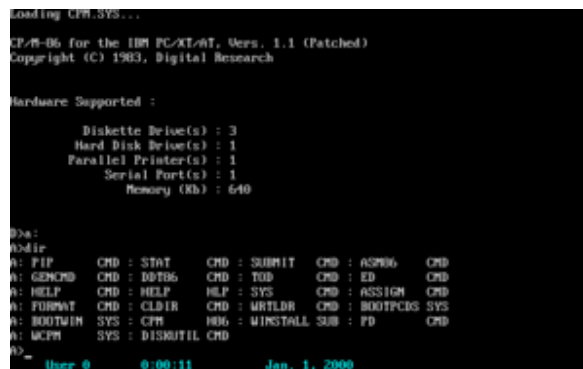 Loading CPM.SYS...
CP/M-86 for the IBM PC/XT/AT, Vers. 1.1 (Patched)
Copyright (C) 1983, Digital Research
Hardware Supported :
Diskette Drive(s) : 3
Hard Disk Drive(s) : 1
Parallel Printer(s) : 1
Serial Port(s) : 1
Memory (Kb) : 640
D>a:
A>dir
A: PIP CMD : STAT CMD : SUBMIT CMD : ASM86 CMD
A: GENCMD CMD : DDT86 CMD : TOD CMD : ED CMD
A: HELP CMD : HELP HLP : SYS CMD : ASSIGN CMD
A: FORMAT CMD : CLDIR CMD : WRTLDR CMD : BOOTPCDS SYS
A: BOOTWIN SYS : CPM H86 : WINSTALL SUB : PD CMD
A: WCPM SYS : DISKUTIL CMD
A>_
User 0 0:00:11 Jan. 1, 2000